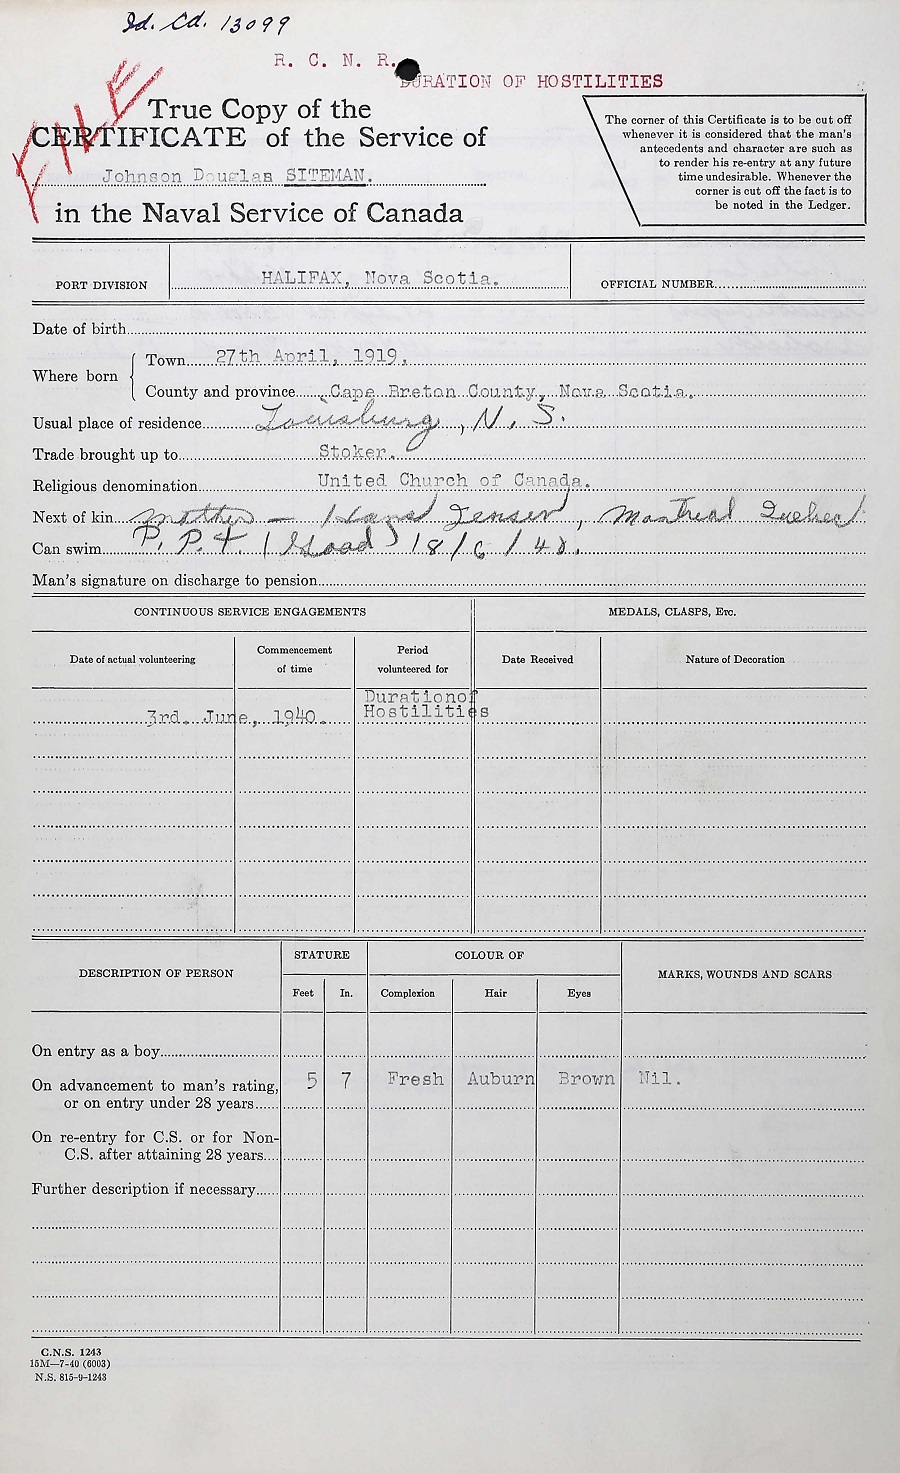 Id. Cd. 13099
R. C. N. R.
DURATION OF HOSTILITIES
FILE
True Copy of the
CERTIFICATE of the Service of
Johnson Douglas SITEMAN.
in the Naval Service of Canada
The corner of this Certificate is to be cut off
whenever it is considered that the man's
antecedents and character are such as
to render his re-entry at any future
time undesirable. Whenever the
corner is cut off the fact is to
be noted in the Ledger.
PORT DIVISION HALIFAX, Nova Scotia. OFFICIAL NUMBER
Date of birth
Where born
Town 27th April, 1919.
County and province Cape Breton County, Nova Scotia.
Usual place of residence Louisburg, N. S.
Trade brought up to Stoker.
Religious denomination United Church of Canada.
Next of kin mother - Hans Jensen, Montreal Quebec
Can swim P. P. T. (Good) 18/6/40.
Man's signature on discharge to pension
CONTINUOUS SERVICE ENGAGEMENTS MEDALS, CLASPS, Etc.
Date of actual volunteering Commencement of time Period volunteered for Date Received Nature of Decoration
3rd. June, 1940. Durationof
Hostilities
DESCRIPTION OF PERSON STATURE COLOUR OF MARKS, WOUNDS AND SCARS
Feet In. Complexion Hair Eyes
On entry as a boy
On advancement to man's rating, 5 7 Fresh Auburn Brown Nil.
or on entry under 28 years
On re-entry for C.S. or for Non-
C.S. after attaining 28 years
Further description if necessary
C.N.S. 1243
15M—7-40 (6003)
N.S. 815-9-1243